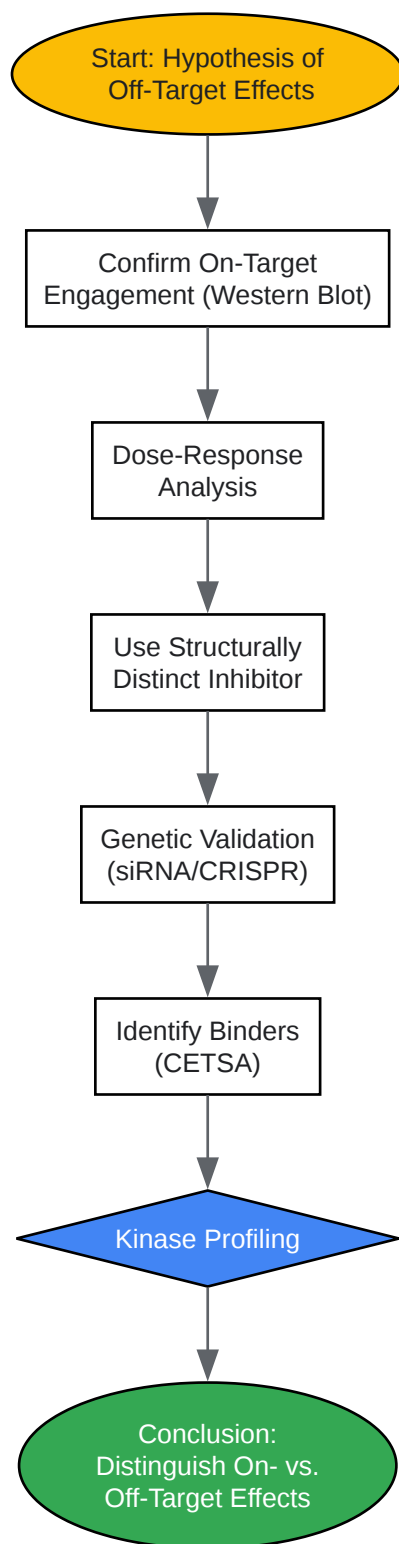 Start: Hypothesis of
Off-Target Effects
Confirm On-Target
Engagement (Western Blot)
Dose-Response
Analysis
Use Structurally
Distinct Inhibitor
Genetic Validation
(siRNA/CRISPR)
Identify Binders
(CETSA)
Kinase Profiling
Conclusion:
Distinguish On- vs.
Off-Target Effects